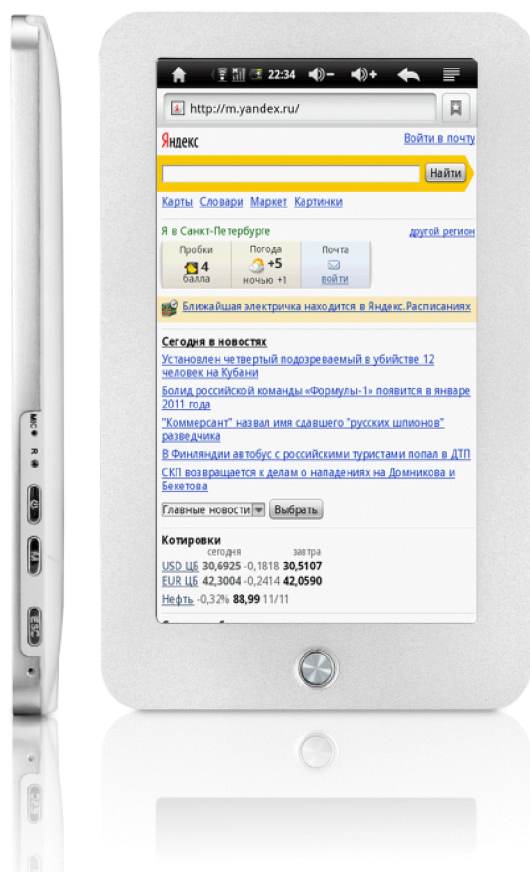 22:34
http://m.yandex.ru/
Яндекс Войти в почту
Найти
Карты Словари Маркет Картинки
Я в Санкт-Петербурге другой регион
Пробки Погода Почта
4 +5
балла ночью +1 войти
Ближайшая электричка находится в Яндекс.Расписаниях
Сегодня в новостях
Установлен четвертый подозреваемый в убийстве 12
человек на Кубани
Болид российской команды «Формулы-1» появится в январе
2011 года
"Коммерсант" назвал имя сдавшего "русских шпионов"
разведчика
В Финляндии автобус с российскими туристами попал в ДТП
СКП возвращается к делам о нападениях на Домникова и
Бекетова
Главные новости Выбрать
Котировки
сегодня завтра
USD ЦБ 30,6925 -0,1818 30,5107
EUR ЦБ 42,3004 -0,2414 42,0590
Нефть -0,32% 88,99 11/11
MIC
R